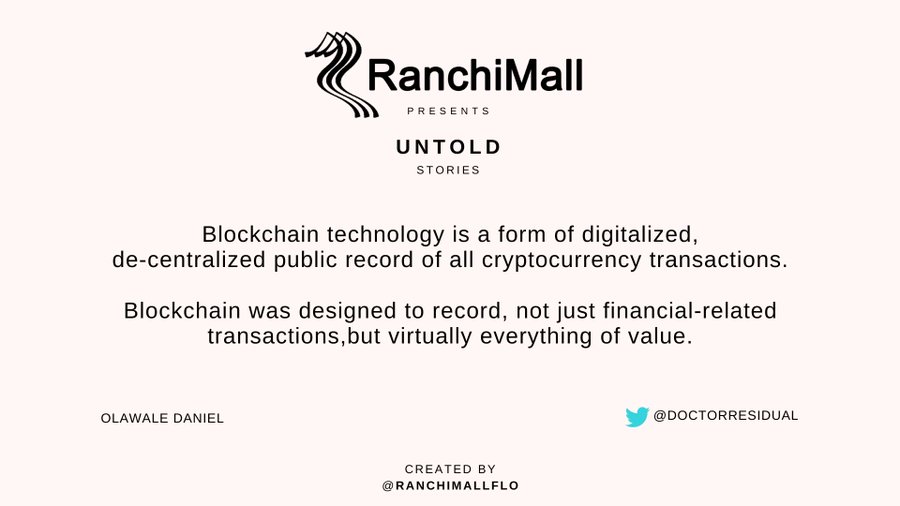 RanchiMall
PRESENTS
UNTOLD
STORIES
Blockchain technology is a form of digitalized,
de-centralized public record of all cryptocurrency transactions.
Blockchain was designed to record, not just financial-related
transactions,but virtually everything of value.
OLAWALE DANIEL
@DOCTORRESIDUAL
CREATED BY
@RANCHIMALLFLO